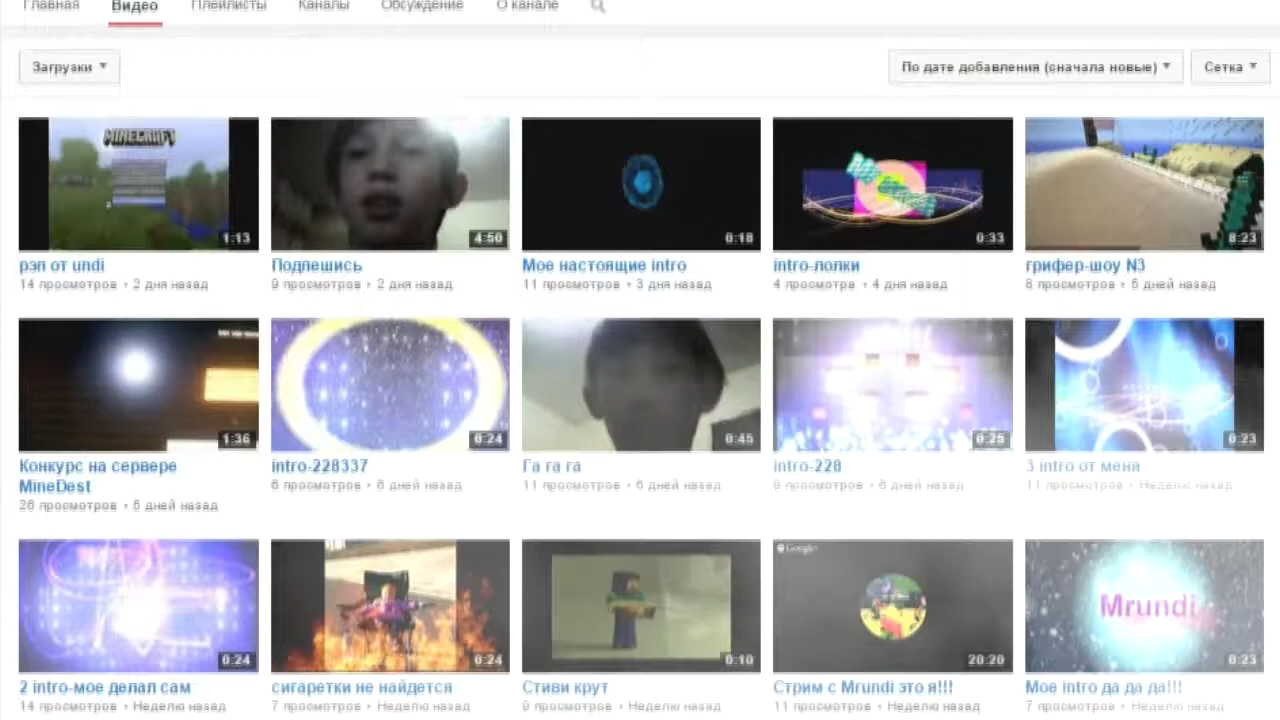 Главная Видео Плейлисты Каналы Обсуждение О канале
Загрузки По дате добавления (сначала новые) Сетка
MINECRAFT
1:13 4:50 0:18 0:33 8:23
рэп от undi Подпешись Мое настоящие intro intro-лолки грифер-шоу N3
14 просмотров • 2 дня назад 9 просмотров • 2 дня назад 11 просмотров • 3 дня назад 4 просмотра • 4 дня назад 8 просмотров • 5 дней назад
1:36 0:24 0:45 0:25 0:23
Конкурс на сервере intro-228337 Га га га intro-228 3 intro от меня
MineDest 6 просмотров • 6 дней назад 11 просмотров • 6 дней назад 9 просмотров • 6 дней назад 11 просмотров • Неделю назад
26 просмотров • 5 дней назад
Google+
Mrundi
0:24 0:24 0:10 20:20 0:23
2 intro-мое делал сам сигаретки не найдется Стиви крут Стрим с Mrundi это я!!! Мое intro да да да!!!
14 просмотров • Неделю назад 7 просмотров • Неделю назад 9 просмотров • Неделю назад 11 просмотров • Неделю назад 7 просмотров • Неделю назад